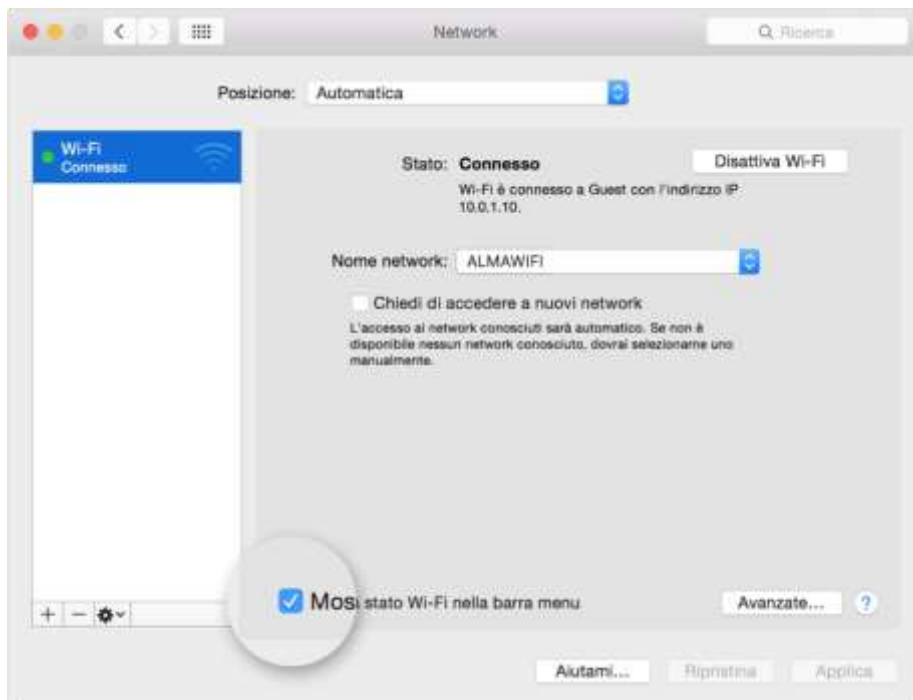 Network
Ricerca
Posizione: Automatica
Wi-Fi
Connesso
Stato: Connesso
Disattiva Wi-Fi
Wi-Fi è connesso a Guest con l'indirizzo IP
10.0.1.10.
Nome network: ALMAWIFI
Chiedi di accedere a nuovi network
L'accesso ai network conosciuti sarà automatico. Se non è
disponibile nessun network conosciuto, dovrai selezionarne uno
manualmente.
Mos stato Wi-Fi nella barra menu
Avanzate... ?
Aiutami... Ripristina Applica